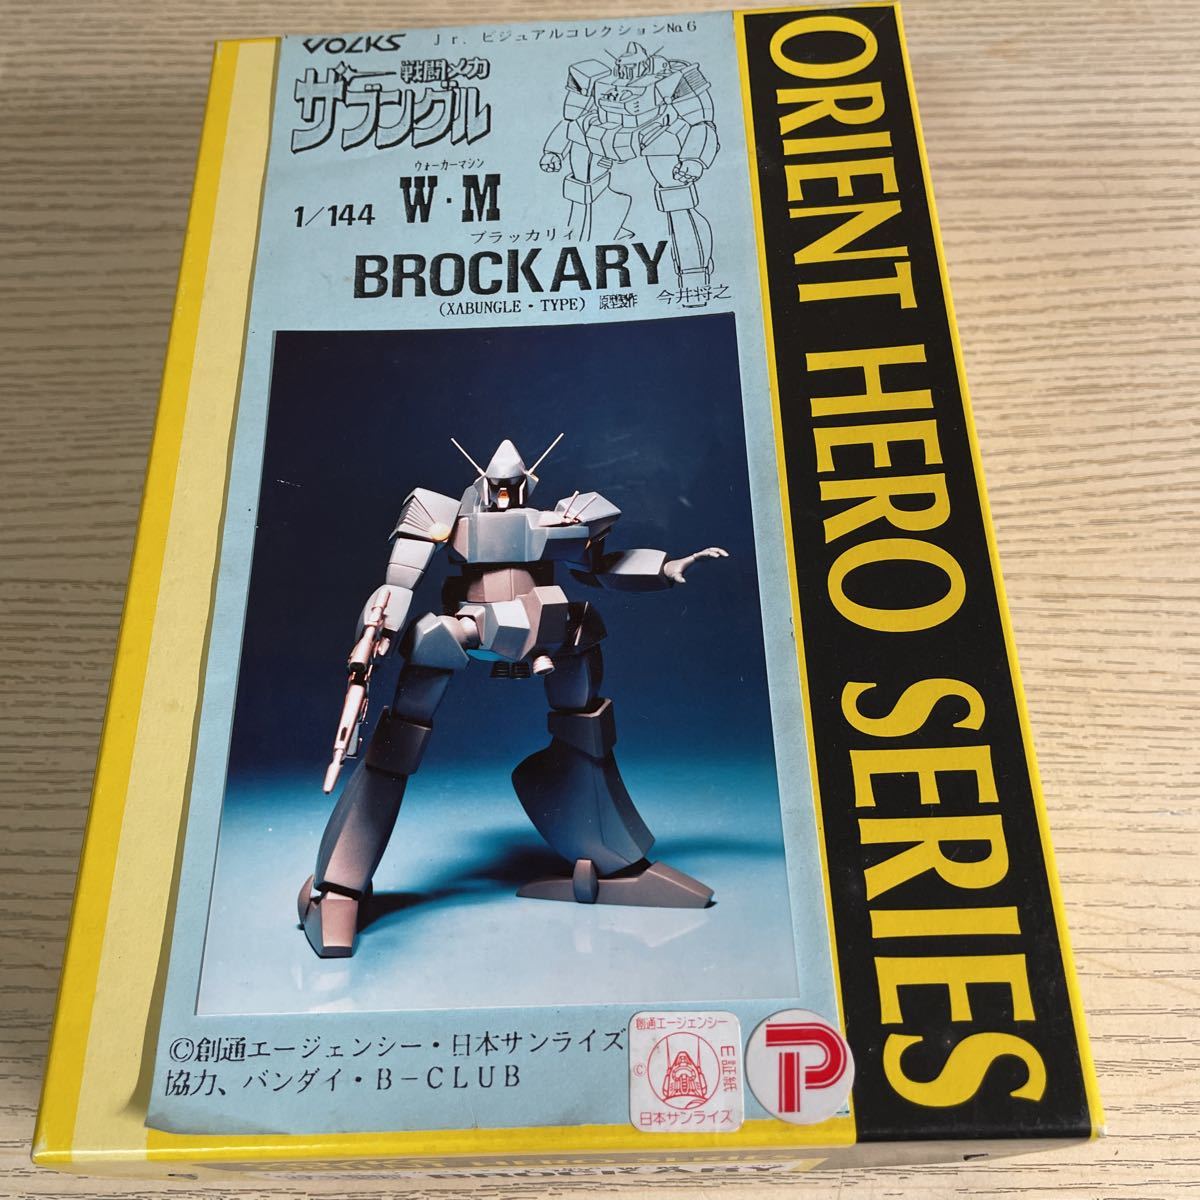 VOLKS Jr. ビジュアルコレクションNo.6
戦闘メカ
ザブングル
ウォーカーマシン
1/144 W・M
ブラッカリィ
BROCKARY
(XABUNGLE・TYPE) 原型製作 今井将之
ORIENT HERO SERIES
©創通エージェンシー・日本サンライズ
協力、バンダイ・B-CLUB
創通エージェンシー
©
E証紙
日本サンライズ
P
BROCKARY